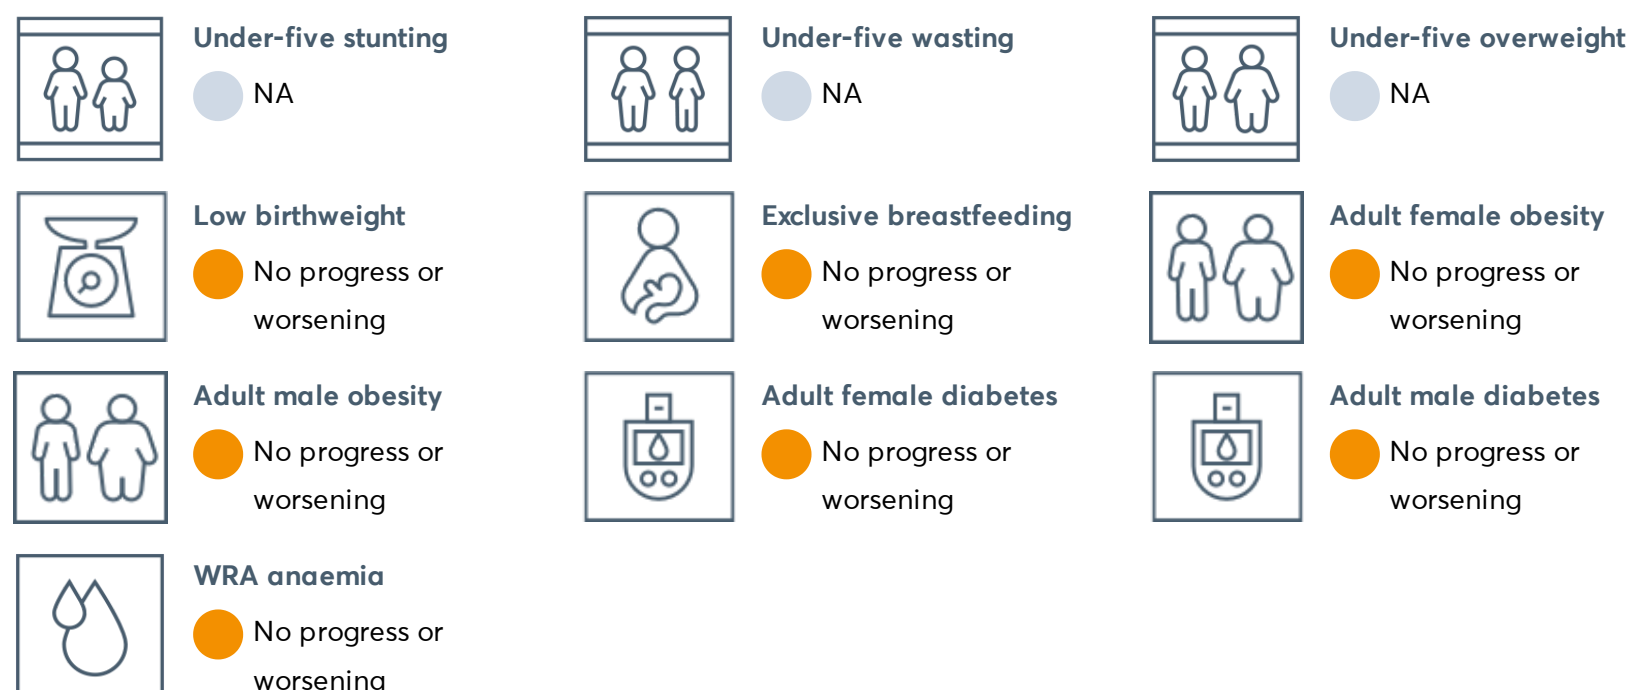 Under-five stunting
NA
Under-five wasting
NA
Under-five overweight
NA
Low birthweight
No progress or
worsening
Exclusive breastfeeding
No progress or
worsening
Adult female obesity
No progress or
worsening
Adult male obesity
No progress or
worsening
Adult female diabetes
No progress or
worsening
Adult male diabetes
No progress or
worsening
WRA anaemia
No progress or
worsening